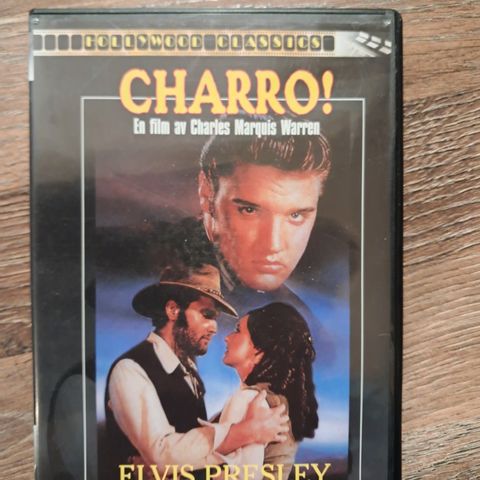 HOLLYWOOD CLASSICS
CHARRO!
En film av Charles Marquis Warren
ELVIS PRESLEY